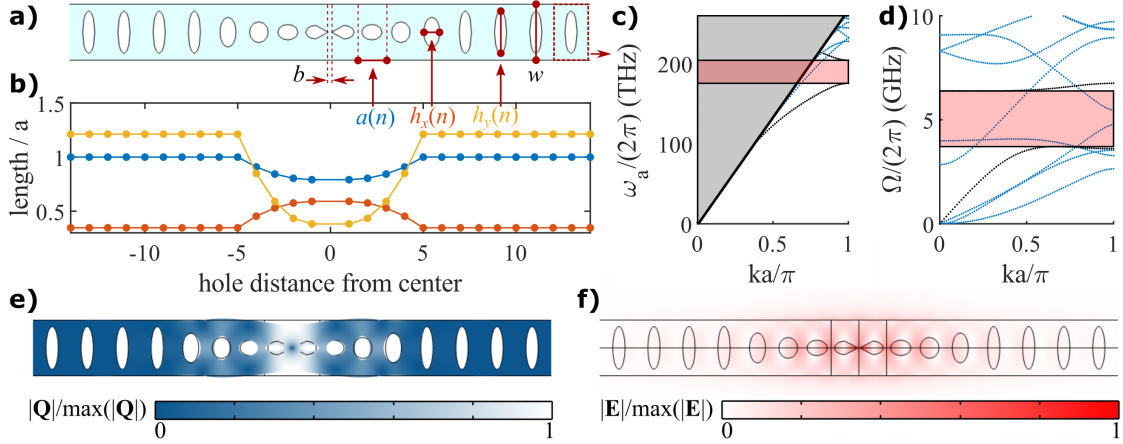 a)
b
a(n)
hₓ(n)
hᵧ(n)
w
b)
length / a
1.5
1
0.5
-10
-5
0
5
10
hole distance from center
c)
ωₐ/(2π) (THz)
200
100
0
0
0.5
1
ka/π
d)
Ω/(2π) (GHz)
10
5
0
0
0.5
1
ka/π
e)
|Q|/max(|Q|)
0
1
f)
|E|/max(|E|)
0
1